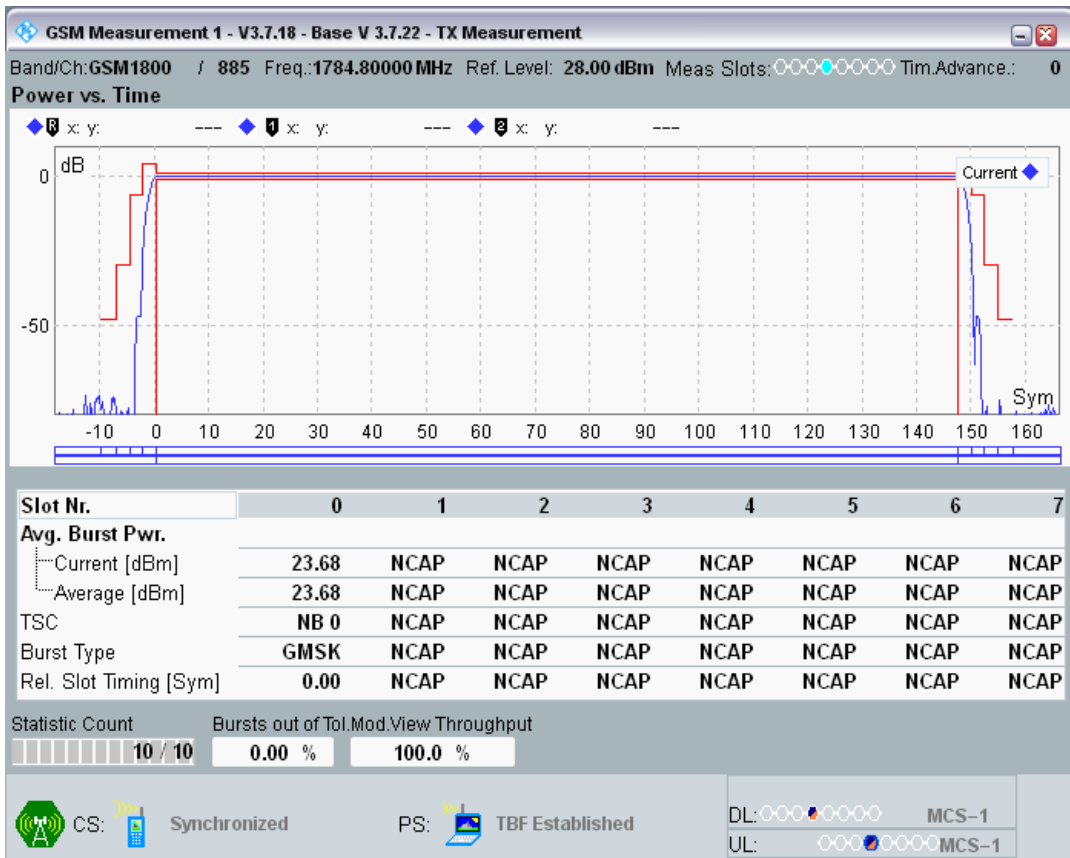 GSM Measurement 1 - V3.7.18 - Base V 3.7.22 - TX Measurement
Band/Ch:GSM1800 / 885 Freq.:1784.80000 MHz Ref. Level: 28.00 dBm Meas Slots: Tim.Advance.: 0
Power vs. Time
R x: y: --- 1 x: y: --- 2 x: y: ---
dB
Current
0
-50
Sym
-10 0 10 20 30 40 50 60 70 80 90 100 110 120 130 140 150 160
Slot Nr. 0 1 2 3 4 5 6 7
Avg. Burst Pwr.
Current [dBm] 23.68 NCAP NCAP NCAP NCAP NCAP NCAP NCAP
Average [dBm] 23.68 NCAP NCAP NCAP NCAP NCAP NCAP NCAP
TSC NB 0 NCAP NCAP NCAP NCAP NCAP NCAP NCAP
Burst Type GMSK NCAP NCAP NCAP NCAP NCAP NCAP NCAP
Rel. Slot Timing [Sym] 0.00 NCAP NCAP NCAP NCAP NCAP NCAP NCAP
Statistic Count Bursts out of Tol.Mod.View Throughput
10 / 10 0.00 % 100.0 %
CS: Synchronized PS: TBF Established
DL: MCS-1
UL: MCS-1